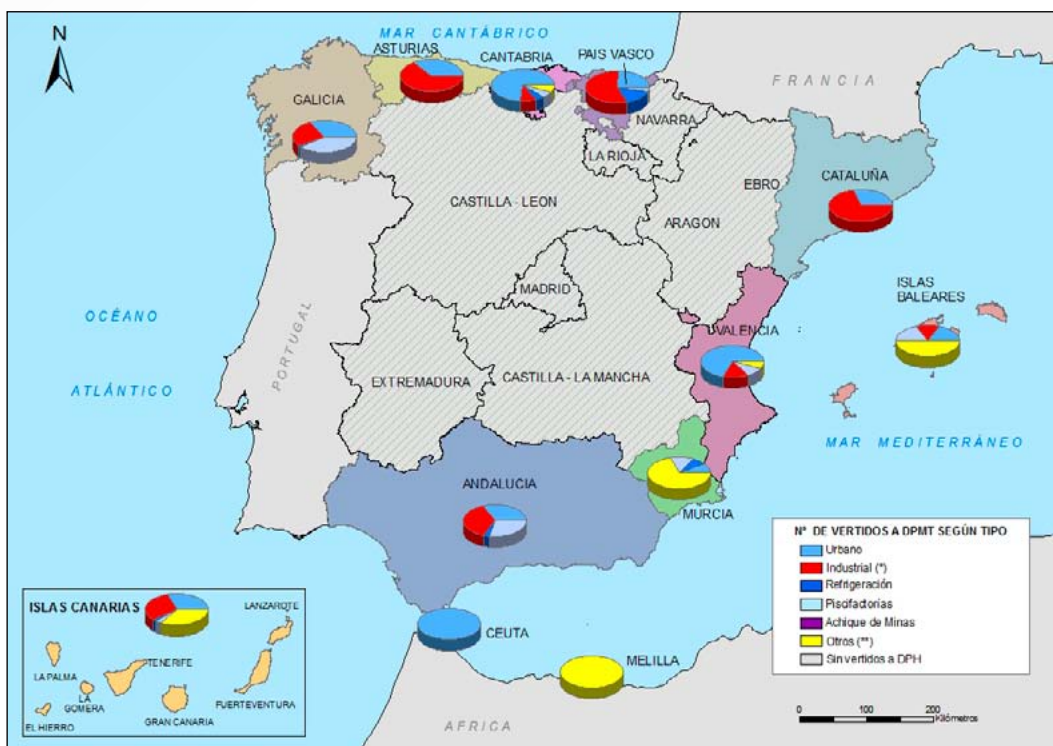 N
MAR CANTÁBRICO
ASTURIAS
CANTABRIA
PAIS VASCO
FRANCIA
GALICIA
NAVARRA
LA RIOJA
EBRO
CATALUÑA
CASTILLA - LEON
ARAGON
ISLAS
BALEARES
MADRID
OCÉANO
ATLÁNTICO
PORTUGAL
VALENCIA
EXTREMADURA
CASTILLA - LA MANCHA
MAR MEDITERRÁNEO
ANDALUCIA
MURCIA
Nº DE VERTIDOS A DPMT SEGÚN TIPO
Urbano
Industrial (*)
Refrigeración
Piscifactorias
Achique de Minas
Otros (**)
Sin vertidos a DPH
ISLAS CANARIAS
LANZAROTE
TENERIFE
LA PALMA
LA
GOMERA
FUERTEVENTURA
EL HIERRO
GRAN CANARIA
CEUTA
MELILLA
AFRICA
0 100 200
Kilómetros